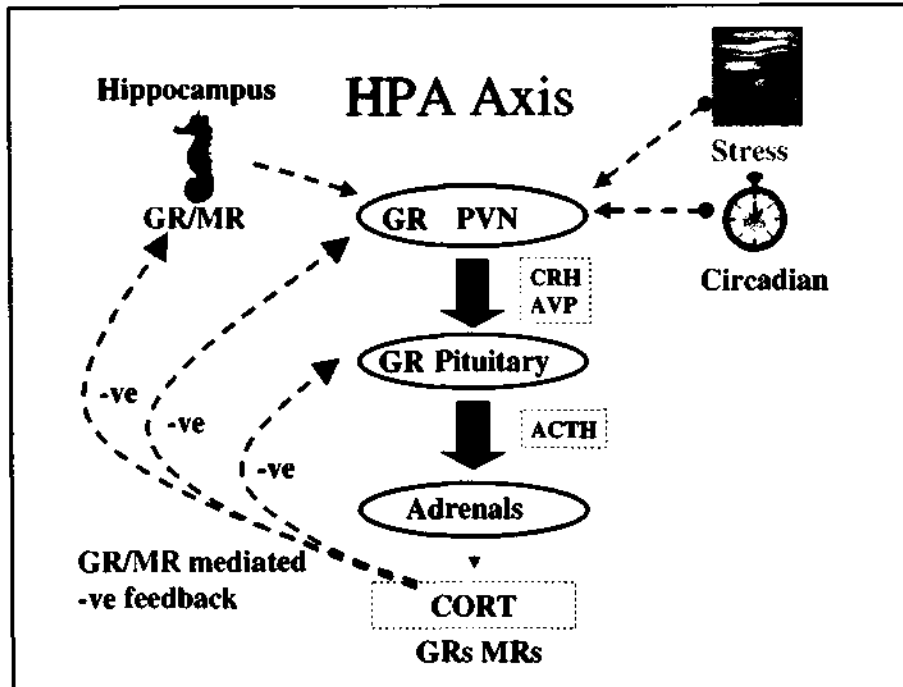 HPA Axis
Hippocampus
GR/MR
Stress
Circadian
GR PVN
CRH
AVP
GR Pituitary
-ve
-ve
-ve
ACTH
Adrenals
GR/MR mediated
-ve feedback
CORT
GRs MRs